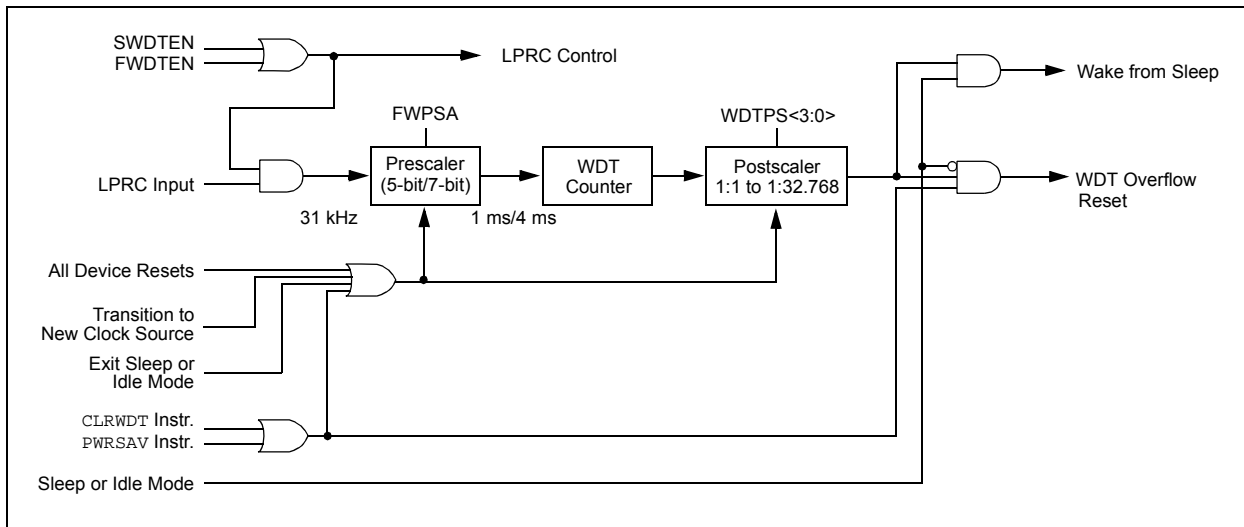 SWDTEN
FWDTEN
LPRC Control
Wake from Sleep
FWPSA
WDTPS<3:0>
LPRC Input
Prescaler
(5-bit/7-bit)
WDT
Counter
Postscaler
1:1 to 1:32.768
WDT Overflow
Reset
31 kHz
1 ms/4 ms
All Device Resets
Transition to
New Clock Source
Exit Sleep or
Idle Mode
CLRWDT Instr.
PWRSAV Instr.
Sleep or Idle Mode